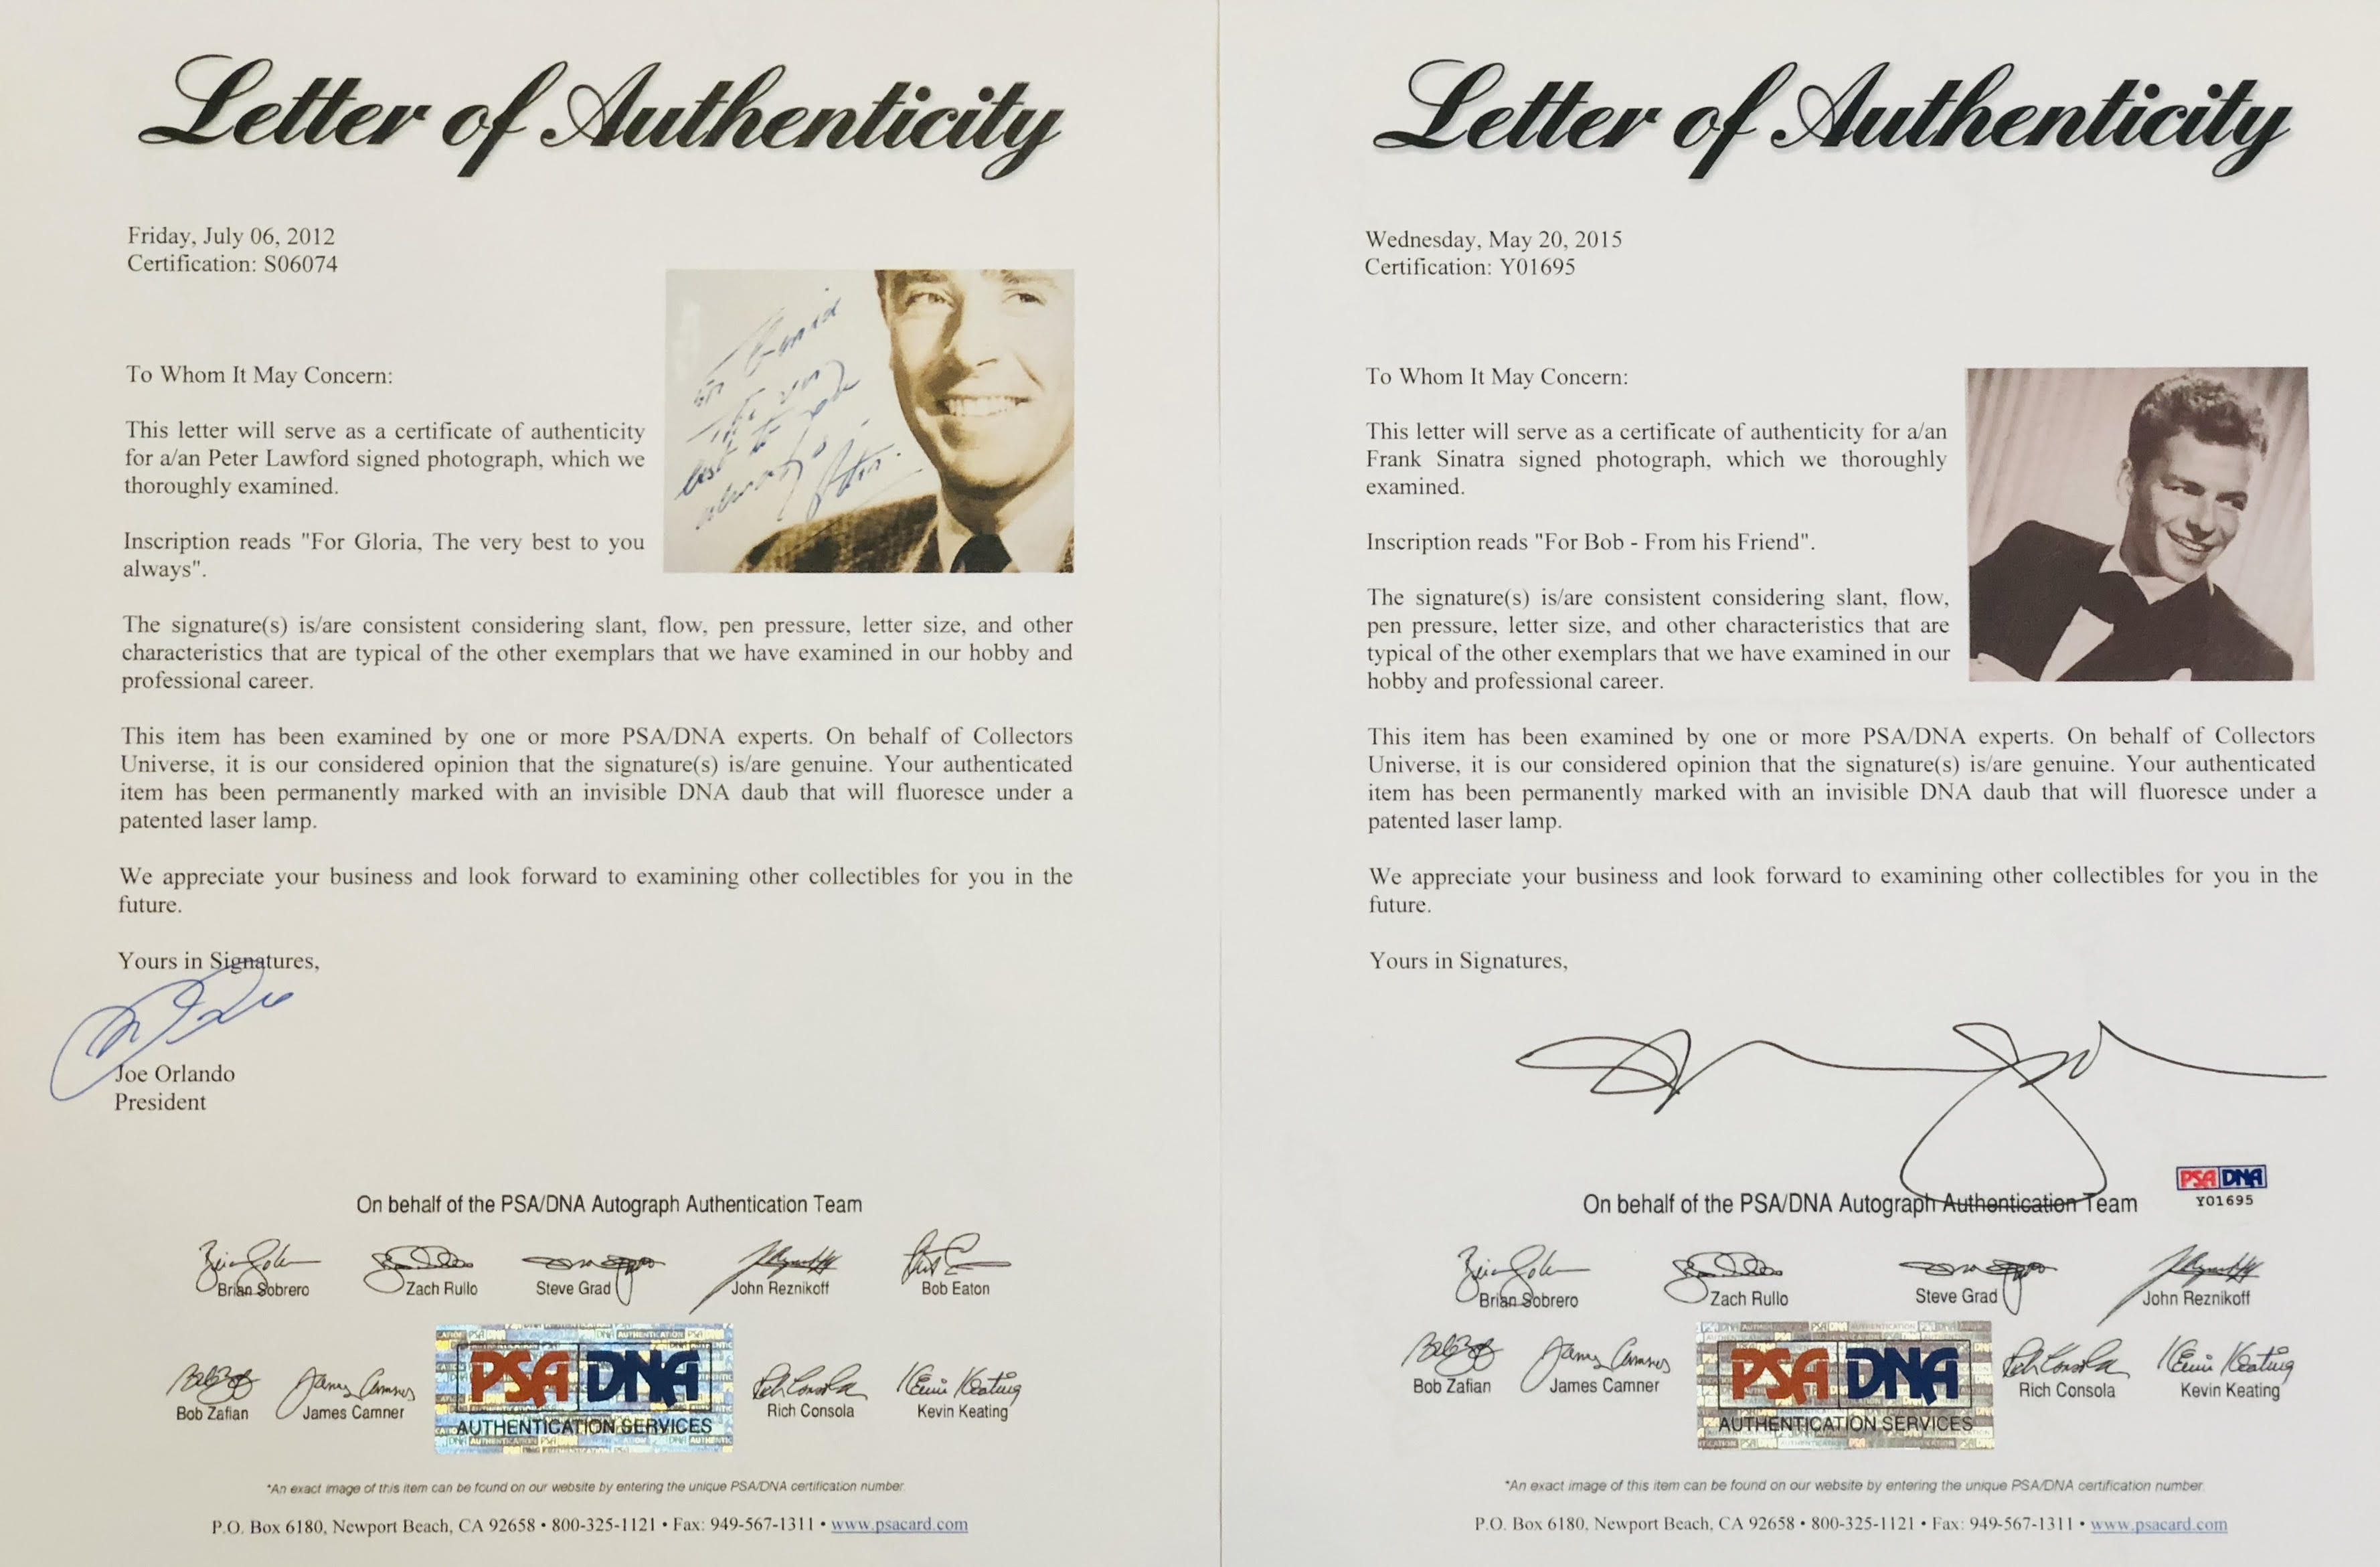 Letter of Authenticity
Friday, July 06, 2012
Certification: S06074
To Whom It May Concern:
This letter will serve as a certificate of authenticity
for a/an Peter Lawford signed photograph, which we
thoroughly examined.
Inscription reads "For Gloria, The very best to you
always".
The very
best to you
always
The signature(s) is/are consistent considering slant, flow, pen pressure, letter size, and other
characteristics that are typical of the other exemplars that we have examined in our hobby and
professional career.
This item has been examined by one or more PSA/DNA experts. On behalf of Collectors
Universe, it is our considered opinion that the signature(s) is/are genuine. Your authenticated
item has been permanently marked with an invisible DNA daub that will fluoresce under a
patented laser lamp.
We appreciate your business and look forward to examining other collectibles for you in the
future.
Yours in Signatures,
Joe Orlando
President
On behalf of the PSA/DNA Autograph Authentication Team
Brian Sobrero Zach Rullo Steve Grad John Reznikoff Bob Eaton
Bob Zafian James Camner Rich Consola Kevin Keating
PSA DNA
AUTHENTICATION SERVICES
*An exact image of this item can be found on our website by entering the unique PSA/DNA certification number.
P.O. Box 6180, Newport Beach, CA 92658 • 800-325-1121 • Fax: 949-567-1311 • www.psacard.com
Letter of Authenticity
Wednesday, May 20, 2015
Certification: Y01695
To Whom It May Concern:
This letter will serve as a certificate of authenticity for a/an
Frank Sinatra signed photograph, which we thoroughly
examined.
Inscription reads "For Bob - From his Friend".
The signature(s) is/are consistent considering slant, flow,
pen pressure, letter size, and other characteristics that are
typical of the other exemplars that we have examined in our
hobby and professional career.
This item has been examined by one or more PSA/DNA experts. On behalf of Collectors
Universe, it is our considered opinion that the signature(s) is/are genuine. Your authenticated
item has been permanently marked with an invisible DNA daub that will fluoresce under a
patented laser lamp.
We appreciate your business and look forward to examining other collectibles for you in the
future.
Yours in Signatures,
PSA DNA
Y01695
On behalf of the PSA/DNA Autograph Authentication Team
Brian Sobrero Zach Rullo Steve Grad John Reznikoff
Bob Zafian James Camner Rich Consola Kevin Keating
PSA DNA
AUTHENTICATION SERVICES
*An exact image of this item can be found on our website by entering the unique PSA/DNA certification number.
P.O. Box 6180, Newport Beach, CA 92658 • 800-325-1121 • Fax: 949-567-1311 • www.psacard.com